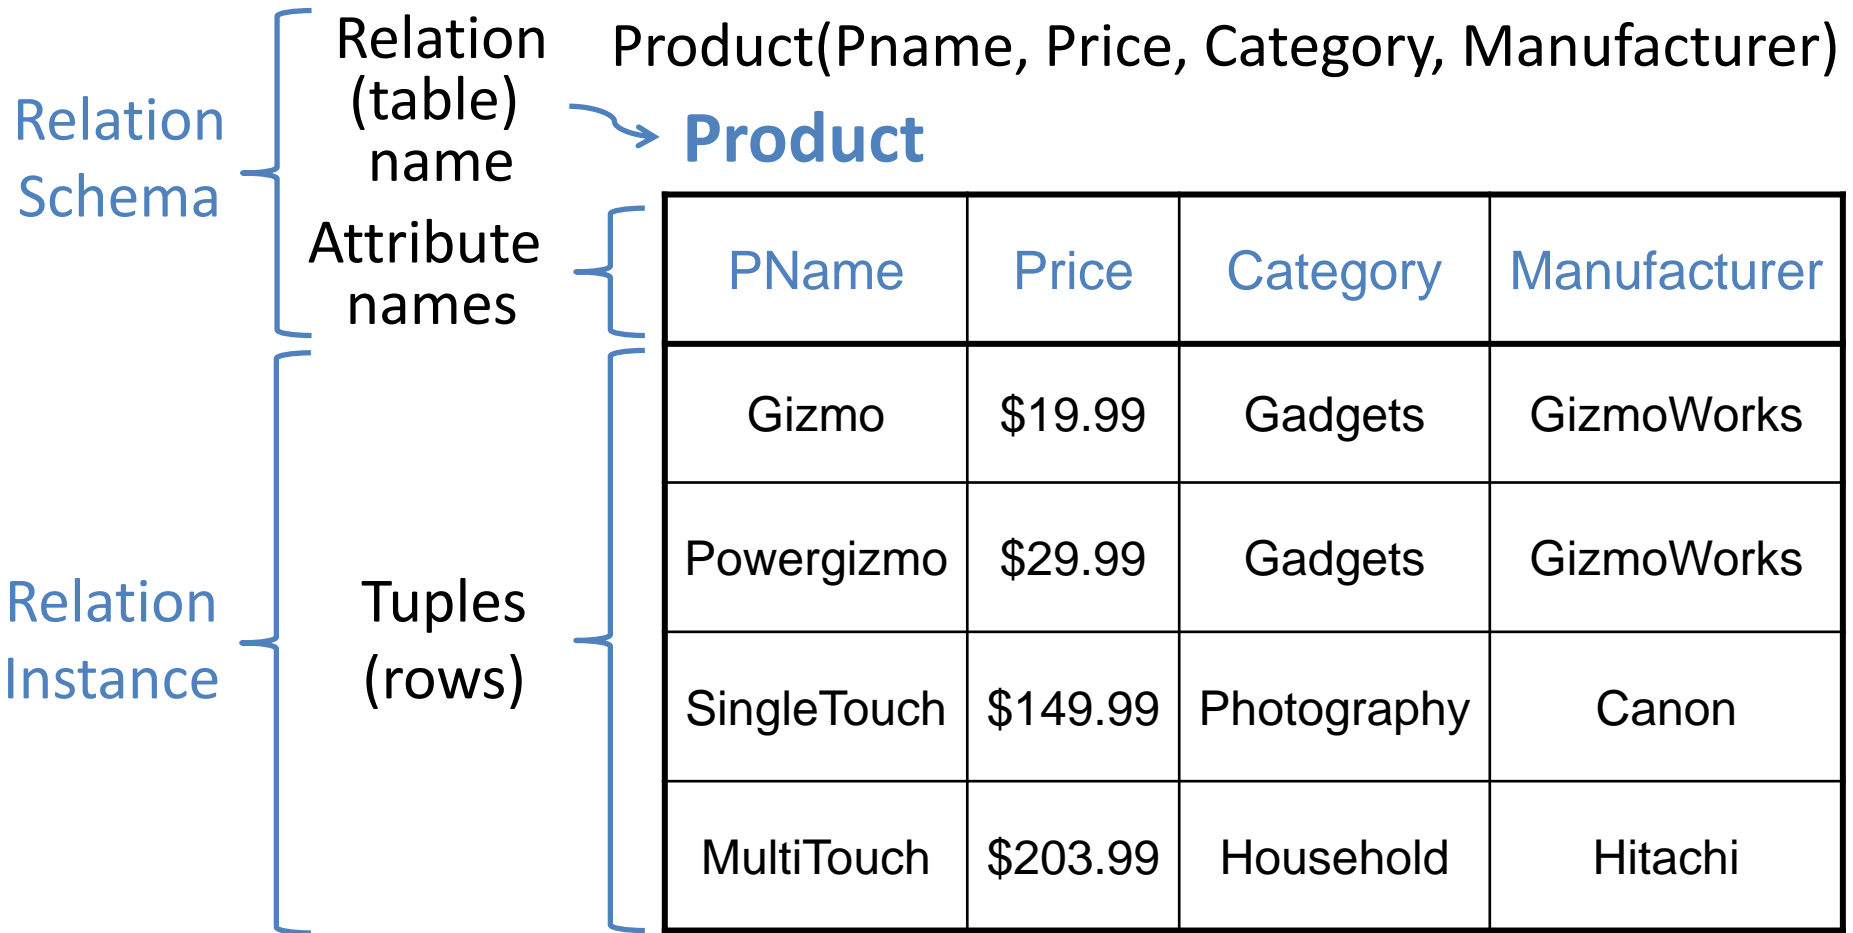 Relation
Schema
Relation
(table)
name
Attribute
names
Product(Pname, Price, Category, Manufacturer)
Product
PName Price Category Manufacturer
Relation
Instance
Tuples
(rows)
Gizmo $19.99 Gadgets GizmoWorks
Powergizmo $29.99 Gadgets GizmoWorks
SingleTouch $149.99 Photography Canon
MultiTouch $203.99 Household Hitachi